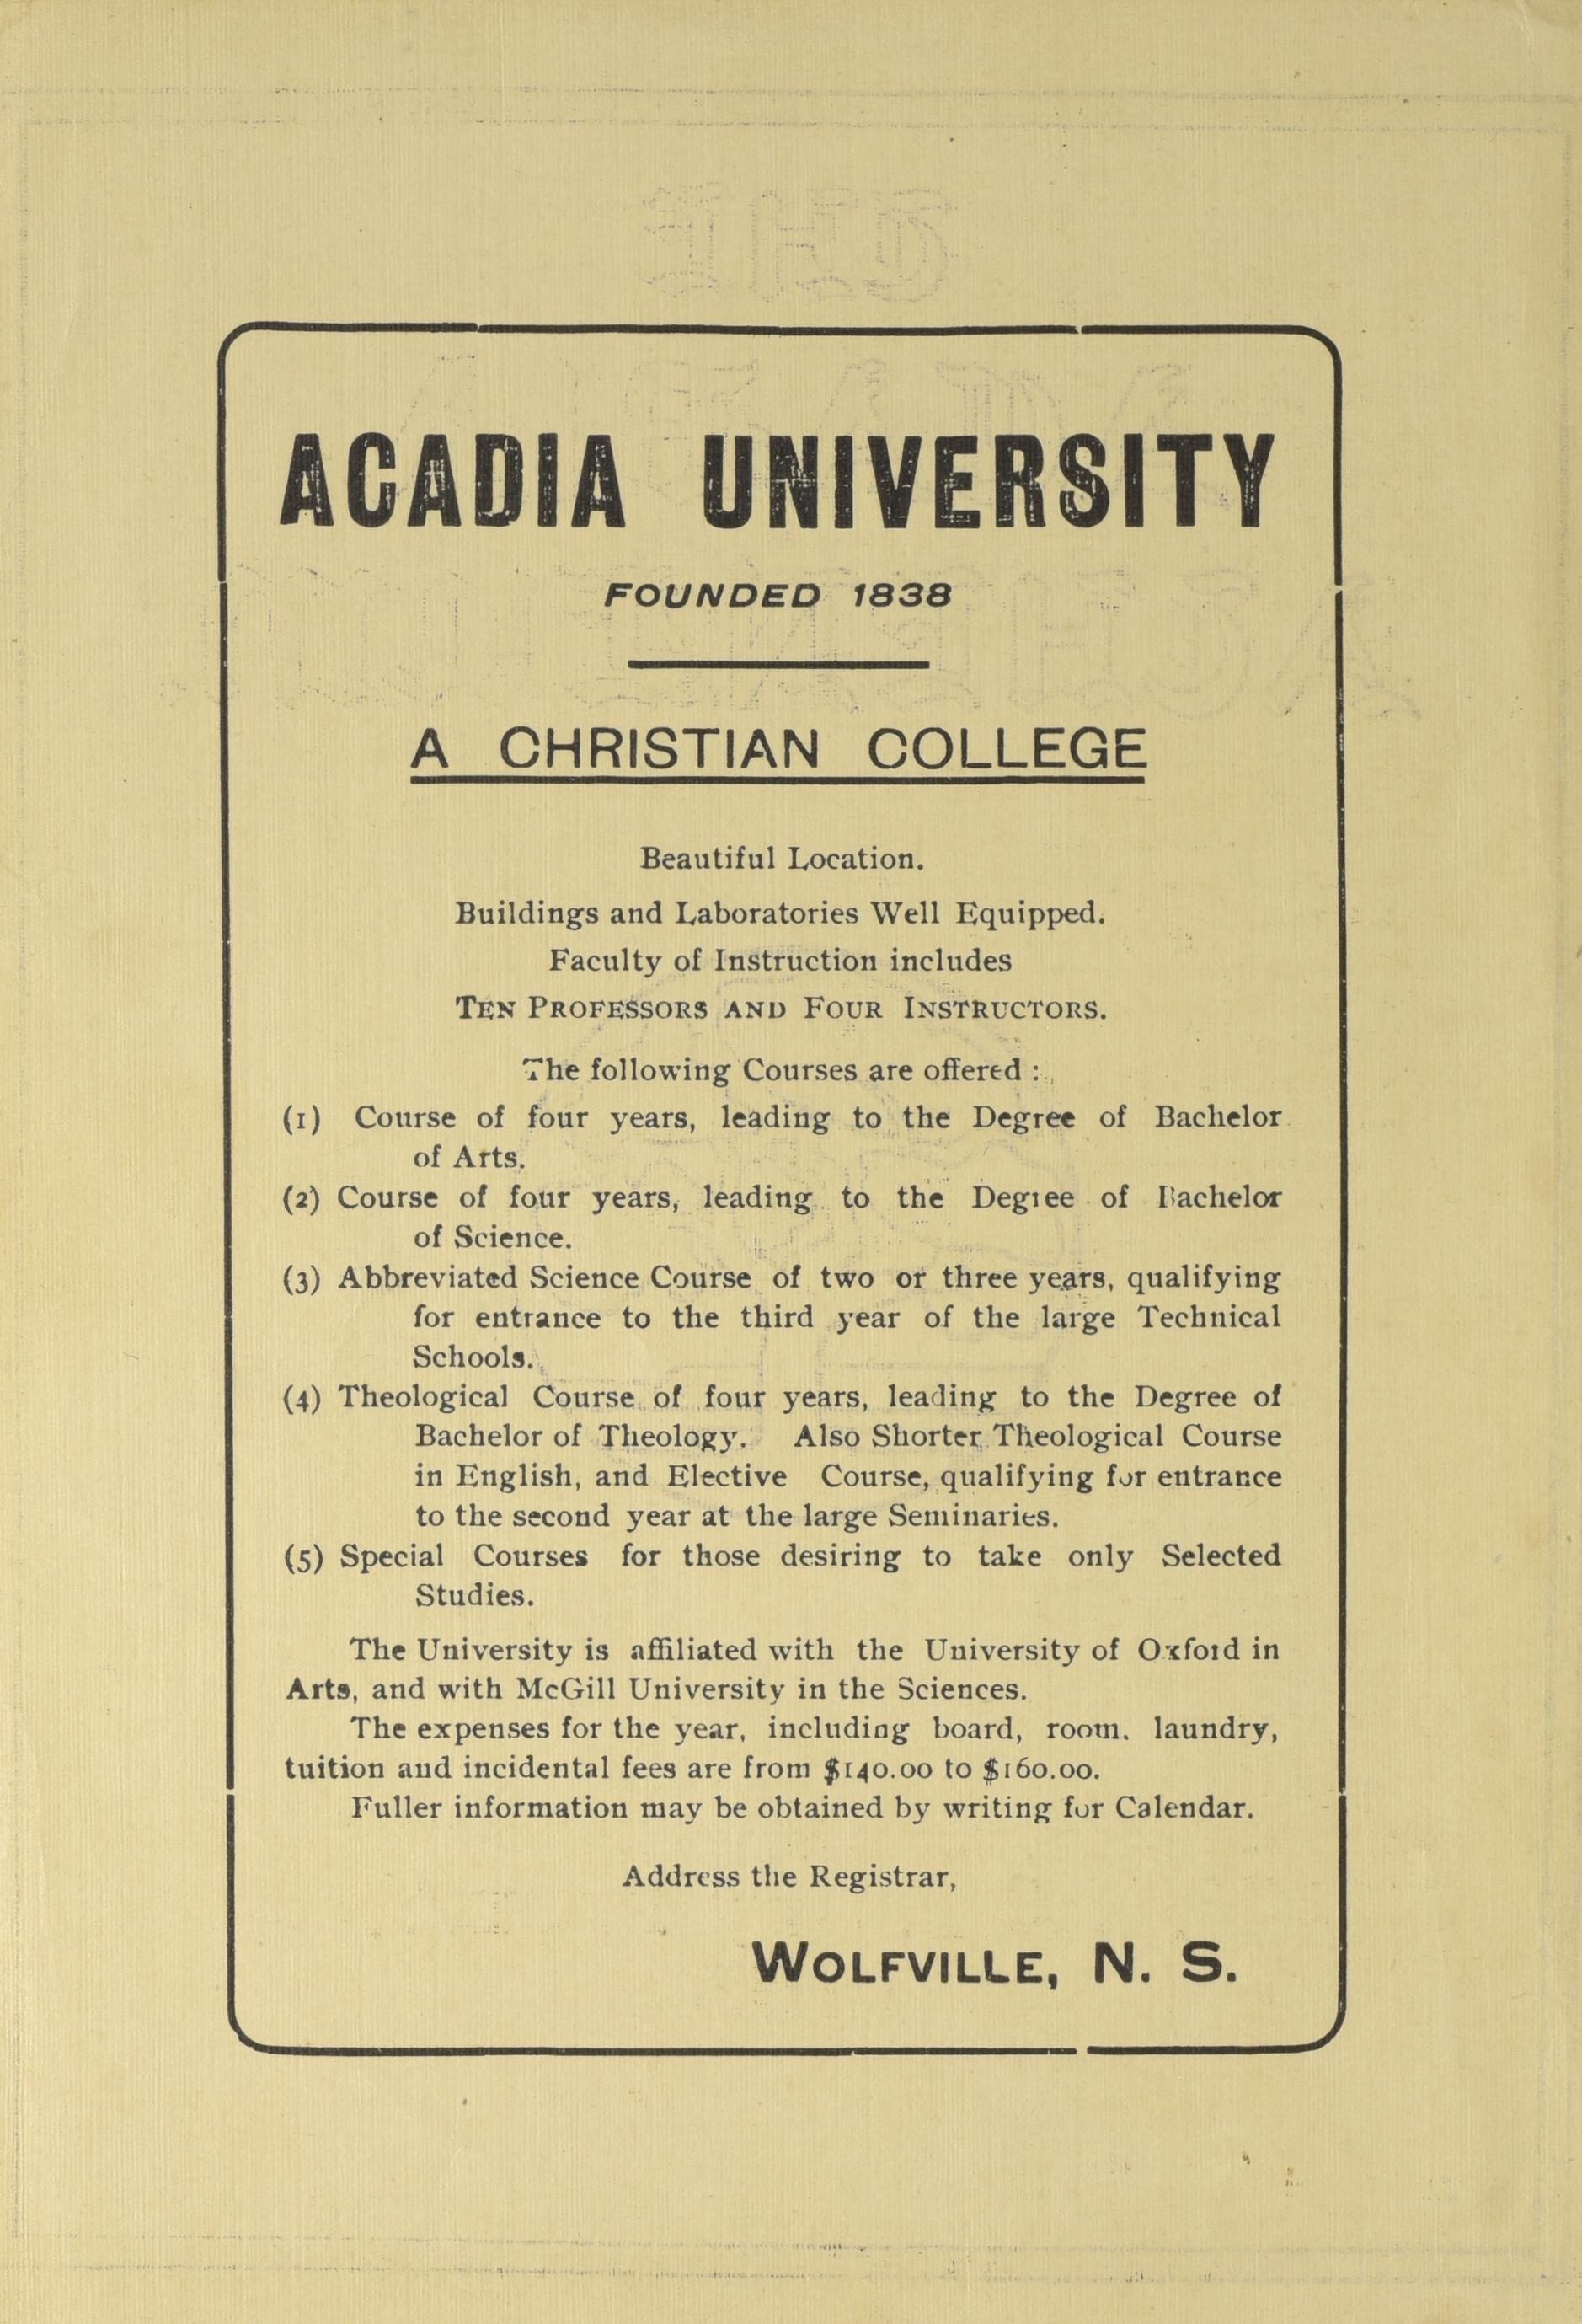 ACADIA UNIVERSITY
FOUNDED 1838
A CHRISTIAN COLLEGE
Beautiful Location.
Buildings and Laboratories Well Equipped.
Faculty of Instruction includes
TEN PROFESSORS AND FOUR INSTRUCTORS.
The following Courses are offered :
(1) Course of four years, leading to the Degree of Bachelor
of Arts.
(2) Course of four years, leading to the Degree of Bachelor
of Science.
(3) Abbreviated Science Course of two or three years, qualifying
for entrance to the third year of the large Technical
Schools.
(4) Theological Course of four years, leading to the Degree of
Bachelor of Theology. Also Shorter Theological Course
in English, and Elective Course, qualifying for entrance
to the second year at the large Seminaries.
(5) Special Courses for those desiring to take only Selected
Studies.
The University is affiliated with the University of Oxford in
Arts, and with McGill University in the Sciences.
The expenses for the year, including board, room. laundry,
tuition and incidental fees are from $140.00 to $160.00.
Fuller information may be obtained by writing for Calendar.
Address the Registrar,
WOLFVILLE, N. S.